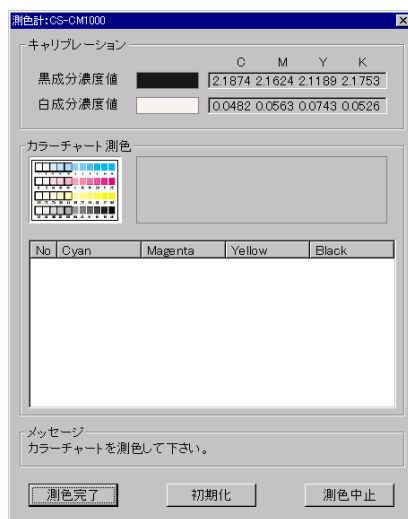 測色計:CS-CM1000
キャリブレーション
C M Y K
黒成分濃度値 2.1874 2.1624 2.1189 2.1753
白成分濃度値 0.0482 0.0563 0.0743 0.0526
カラーチャート測色
No Cyan Magenta Yellow Black
メッセージ
カラーチャートを測色して下さい。
測色完了 初期化 測色中止